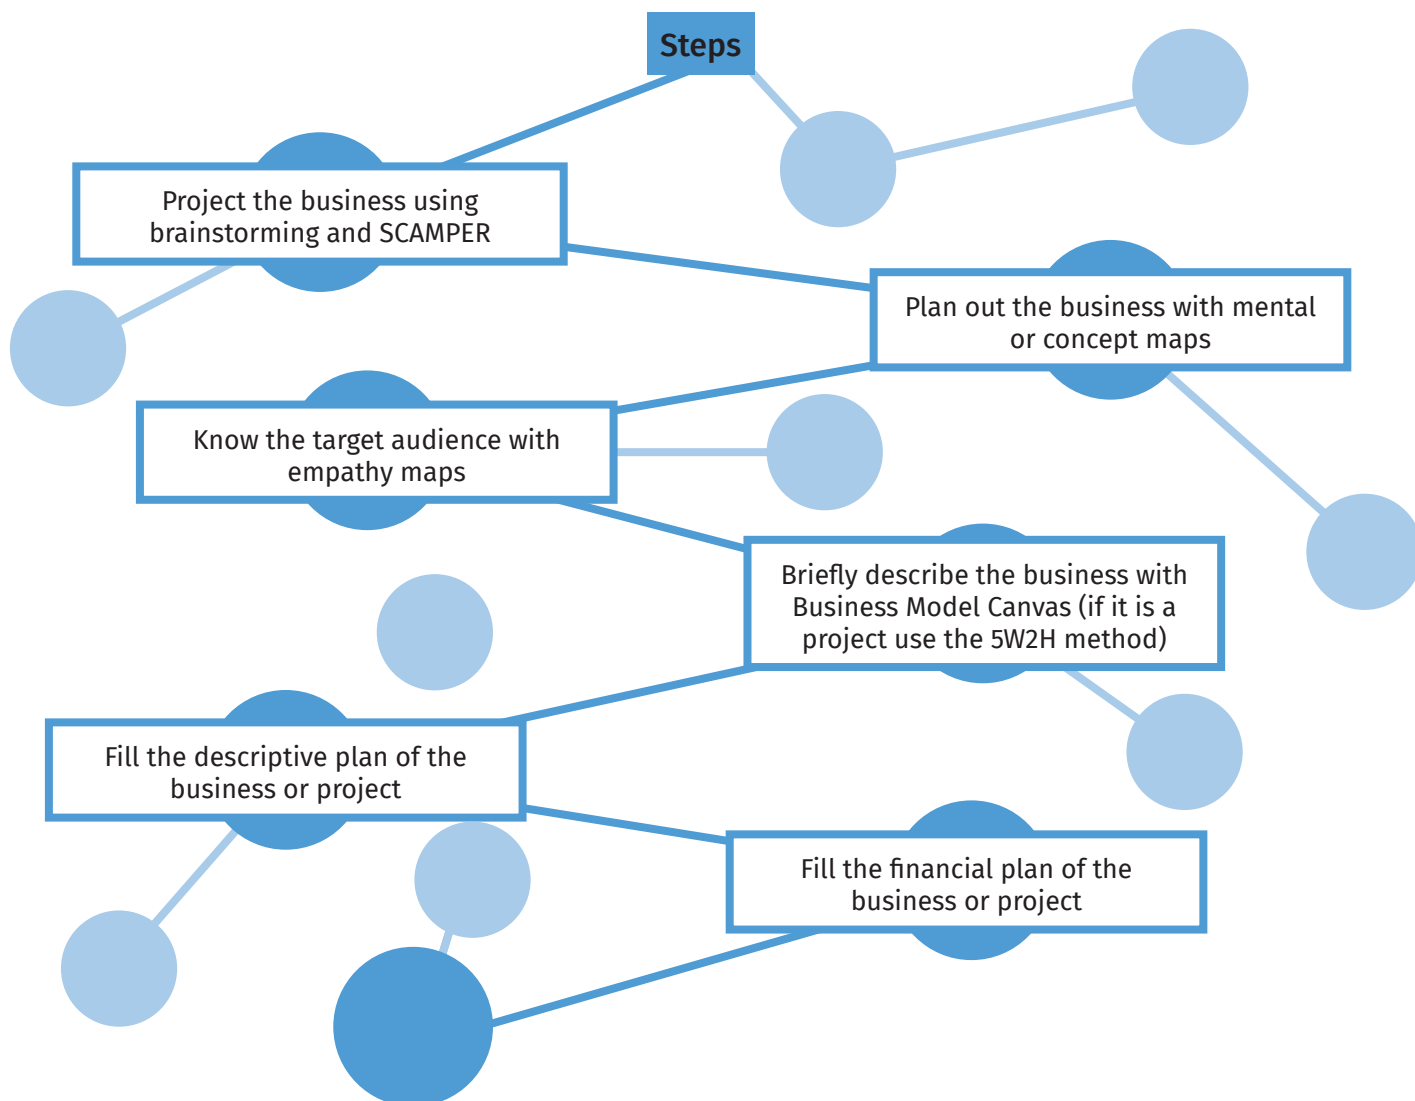 Steps
Project the business using
brainstorming and SCAMPER
Plan out the business with mental
or concept maps
Know the target audience with
empathy maps
Briefly describe the business with
Business Model Canvas (if it is a
project use the 5W2H method)
Fill the descriptive plan of the
business or project
Fill the financial plan of the
business or project